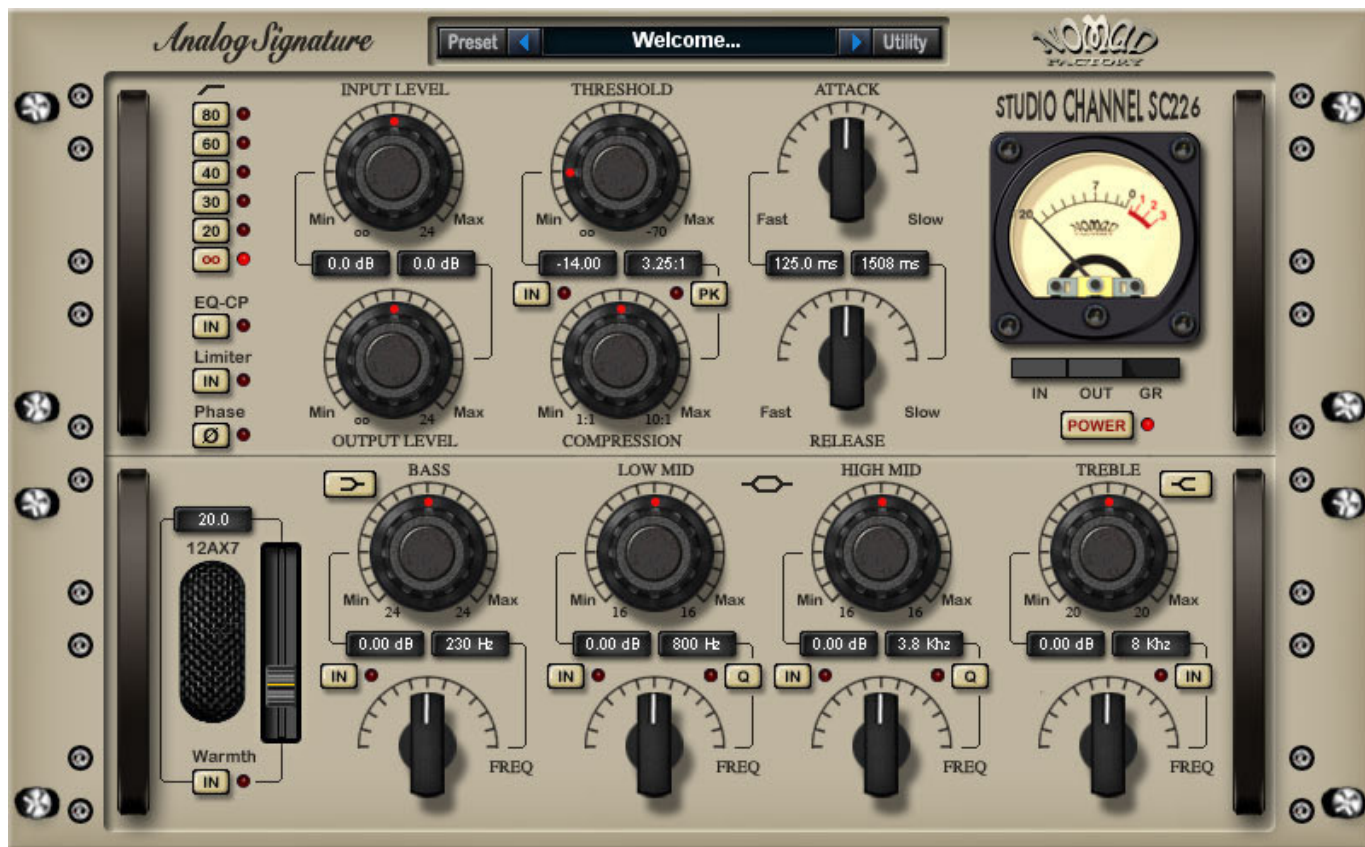 Analog Signature
Preset
Welcome...
Utility
NOMAD
FACTORY
80
60
40
30
20
∞
EQ-CP
IN
Limiter
IN
Phase
Ø
INPUT LEVEL
Min Max
∞ 24
0.0 dB 0.0 dB
Min Max
∞ 24
OUTPUT LEVEL
THRESHOLD
Min Max
∞ -70
-14.00 3.25:1
IN PK
Min Max
1:1 10:1
COMPRESSION
ATTACK
Fast Slow
125.0 ms 1508 ms
Fast Slow
RELEASE
STUDIO CHANNEL SC226
20 7 0 1 2 3
NOMAD
IN OUT GR
POWER
20.0
12AX7
Warmth
IN
BASS
Min Max
24 24
0.00 dB 230 Hz
IN
FREQ
LOW MID
Min Max
16 16
0.00 dB 800 Hz
IN Q
FREQ
HIGH MID
Min Max
16 16
0.00 dB 3.8 Khz
IN Q
FREQ
TREBLE
Min Max
20 20
0.00 dB 8 Khz
IN
FREQ